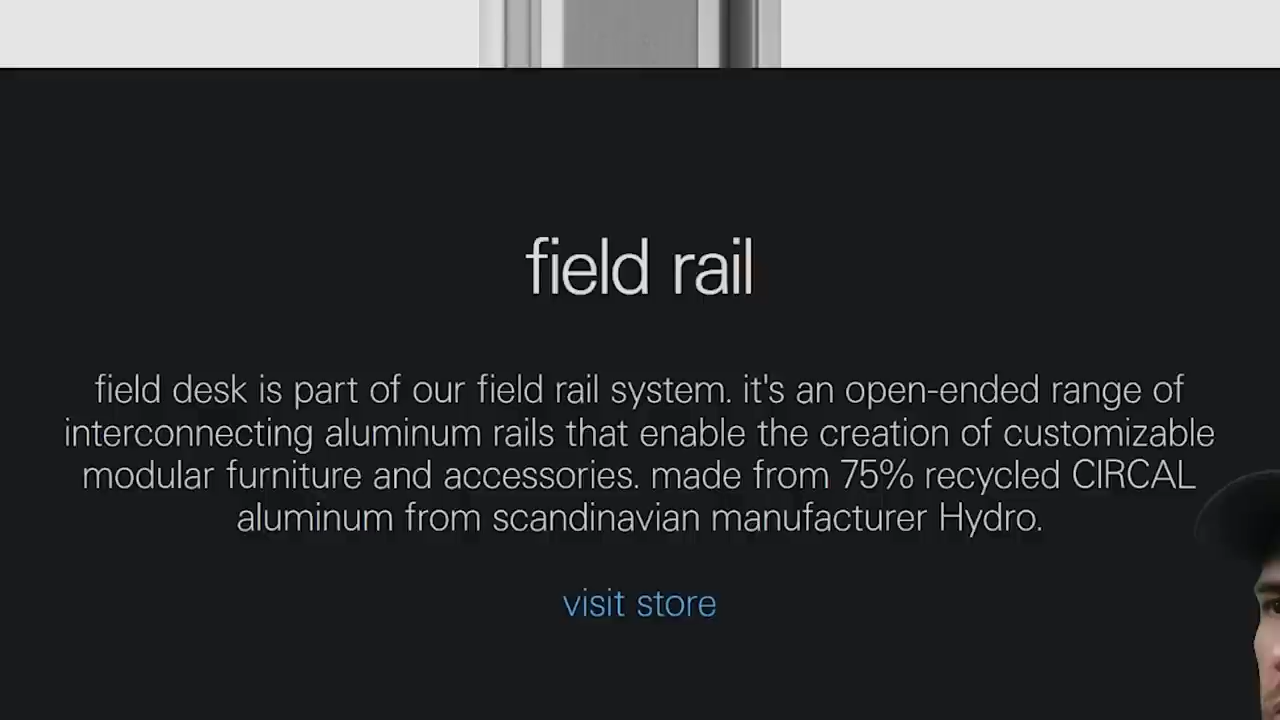 field rail
field desk is part of our field rail system. it's an open-ended range of
interconnecting aluminum rails that enable the creation of customizable
modular furniture and accessories. made from 75% recycled CIRCAL
aluminum from scandinavian manufacturer Hydro.
visit store